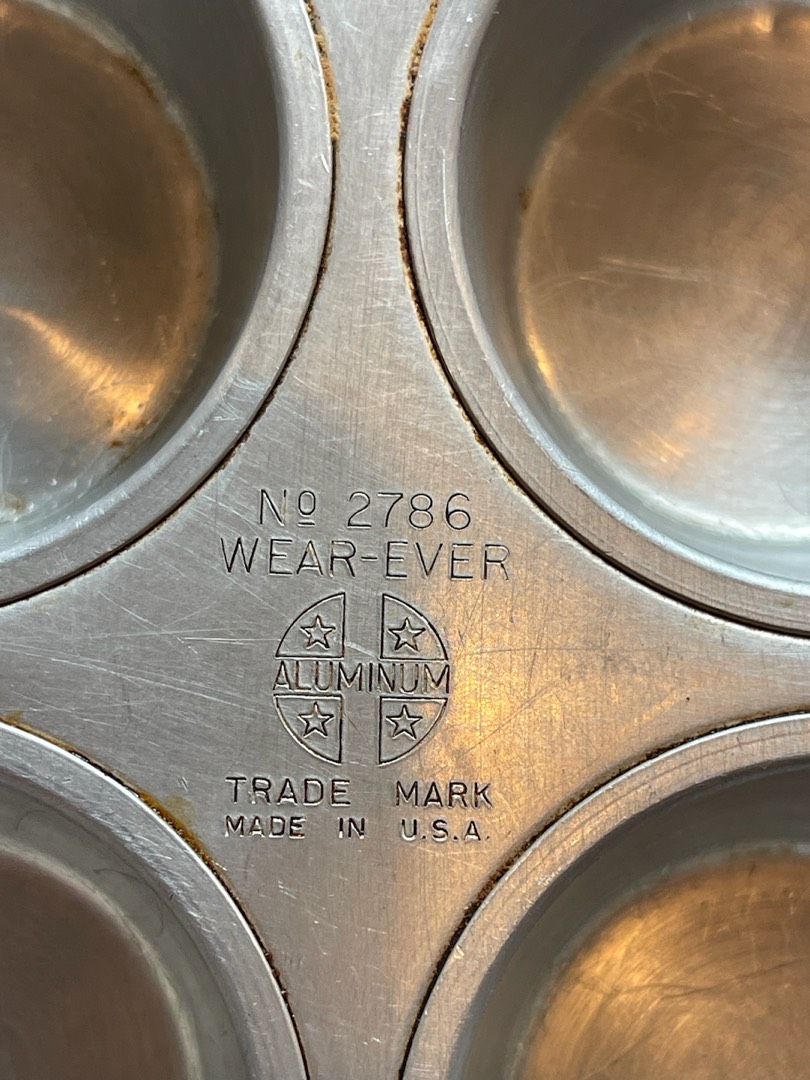 Nº 2786
WEAR-EVER
ALUMINUM
TRADE MARK
MADE IN U.S.A.